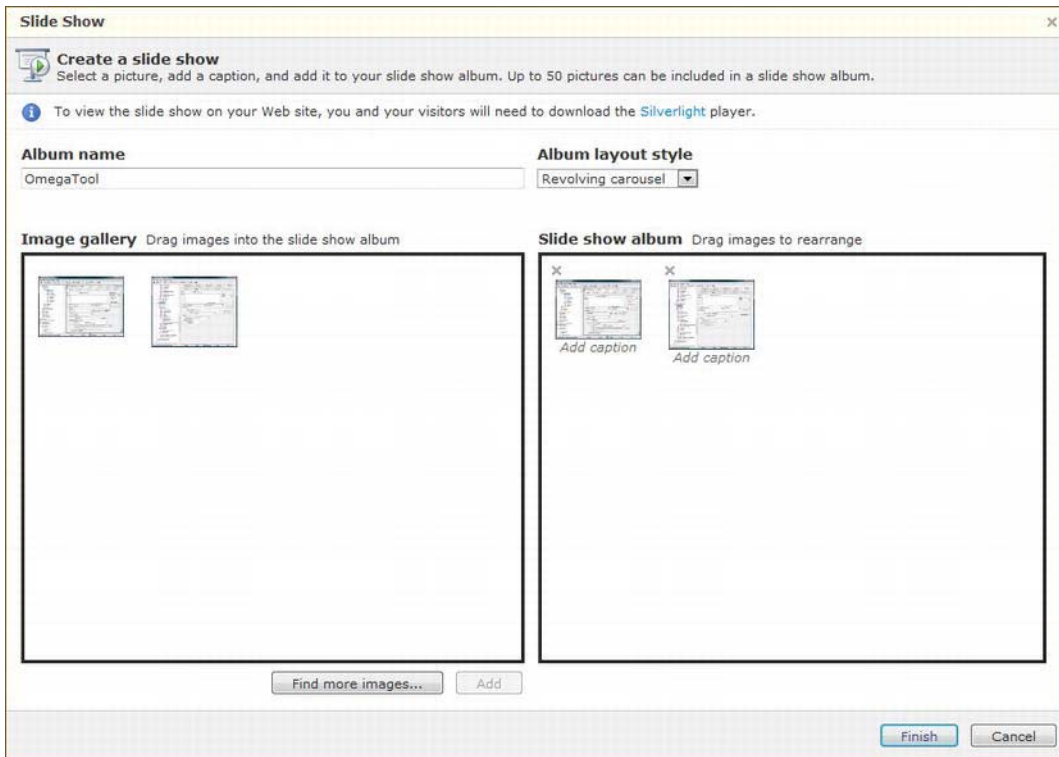 Slide Show
Create a slide show
Select a picture, add a caption, and add it to your slide show album. Up to 50 pictures can be included in a slide show album.
To view the slide show on your Web site, you and your visitors will need to download the Silverlight player.
Album name
Album layout style
OmegaTool
Revolving carousel
Image gallery Drag images into the slide show album
Slide show album Drag images to rearrange
Add caption
Add caption
Find more images...
Add
Finish
Cancel